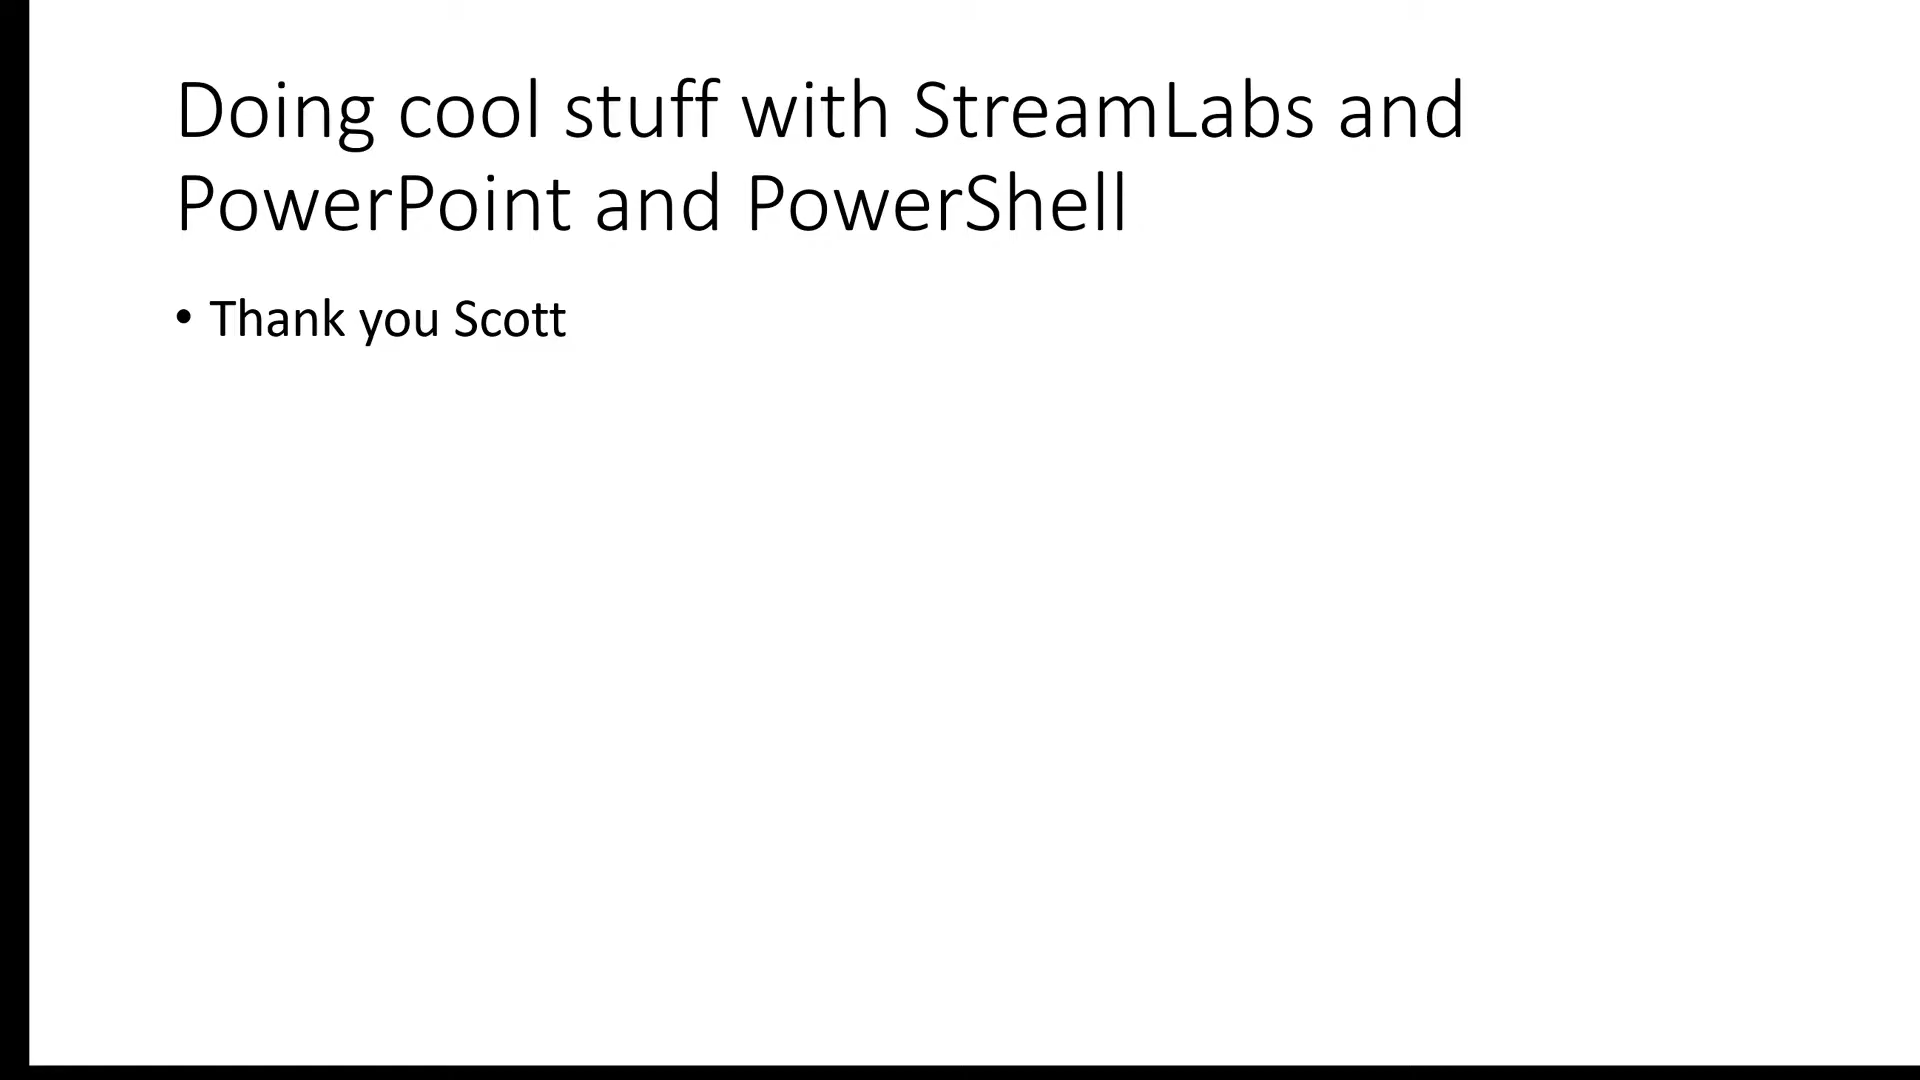 Doing cool stuff with StreamLabs and
PowerPoint and PowerShell
• Thank you Scott